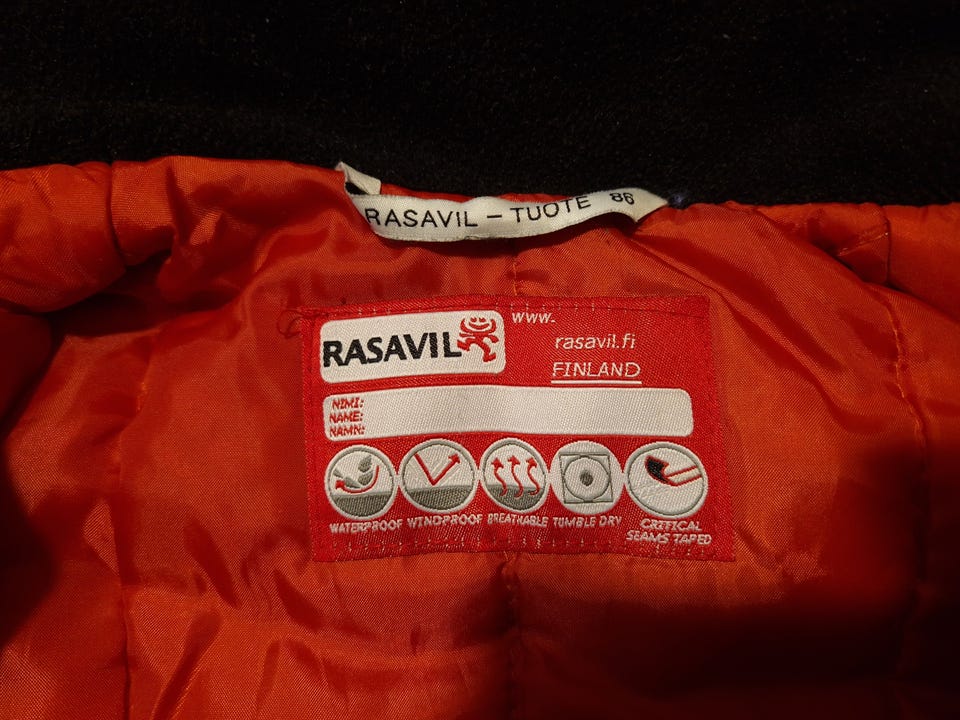 RASAVIL - TUOTE 86
RASAVIL
www.
rasavil.fi
FINLAND
NIMI:
NAME:
NAMN:
WATERPROOF WINDPROOF BREATHABLE TUMBLE DRY CRITICAL
SEAMS TAPED